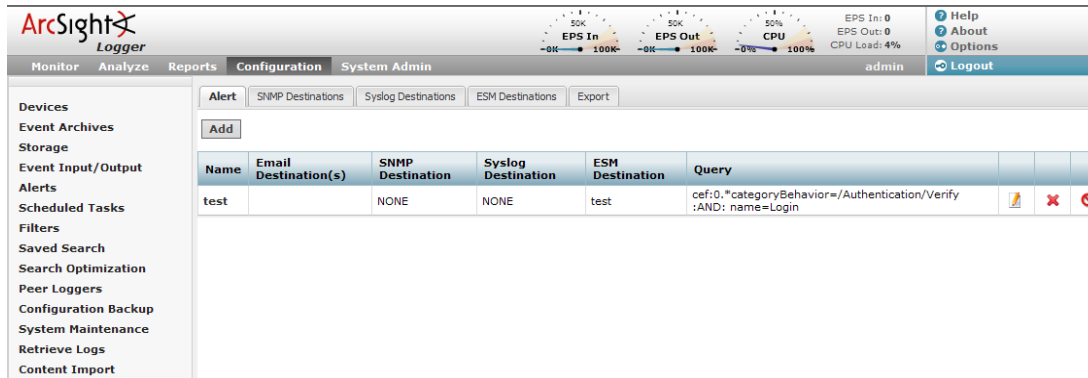 ArcSight
Logger
50K
EPS In
0K 100K
50K
EPS Out
0K 100K
50%
CPU
0% 100%
EPS In: 0
EPS Out: 0
CPU Load: 4%
Help
About
Options
Monitor Analyze Reports Configuration System Admin admin Logout
Devices
Event Archives
Storage
Event Input/Output
Alerts
Scheduled Tasks
Filters
Saved Search
Search Optimization
Peer Loggers
Configuration Backup
System Maintenance
Retrieve Logs
Content Import
Alert SNMP Destinations Syslog Destinations ESM Destinations Export
Add
Name Email Destination(s) SNMP Destination Syslog Destination ESM Destination Query
test NONE NONE test cef:0.*categoryBehavior=/Authentication/Verify
:AND: name=Login